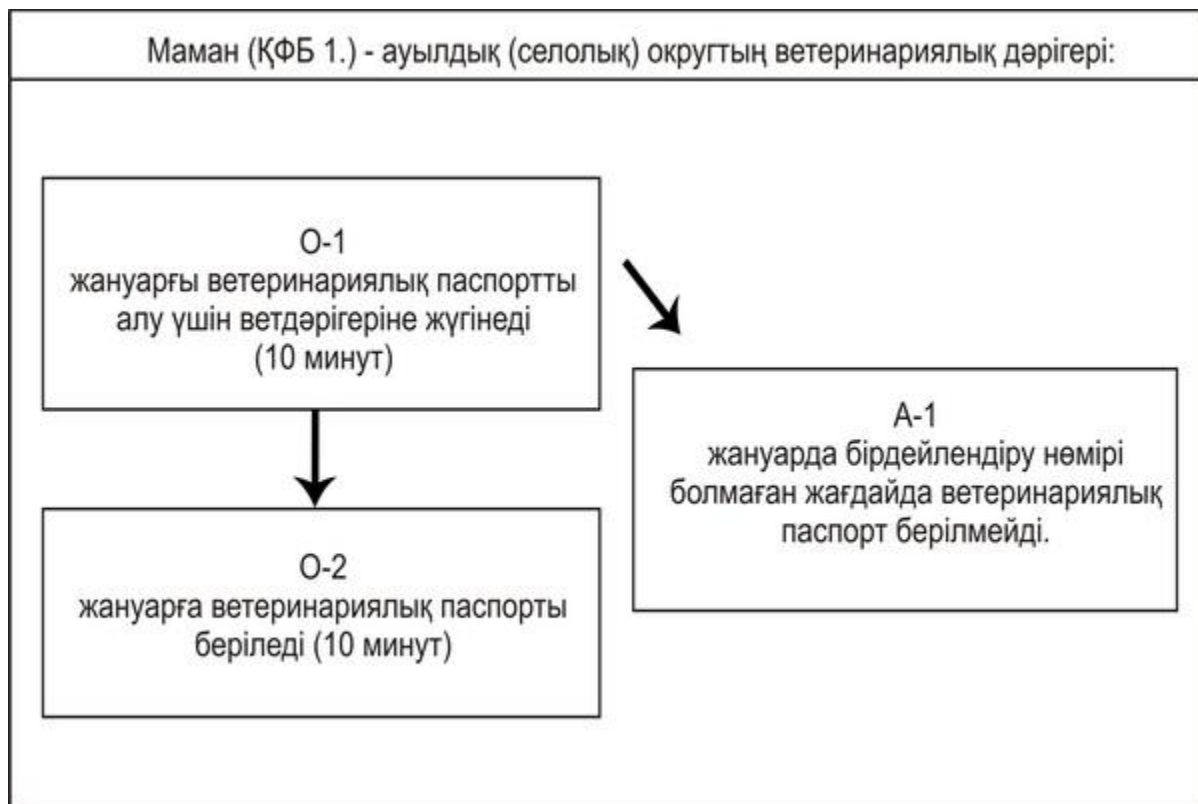 Маман (ҚФБ 1.) - ауылдық (селолық) округтың ветеринариялық дәрігері:
О-1
жануарғы ветеринариялық паспортты
алу үшін ветдәрігеріне жүгінеді
(10 минут)
А-1
жануарда бірдейлендіру нөмірі
болмаған жағдайда ветеринариялық
паспорт берілмейді.
О-2
жануарға ветеринариялық паспорты
беріледі (10 минут)